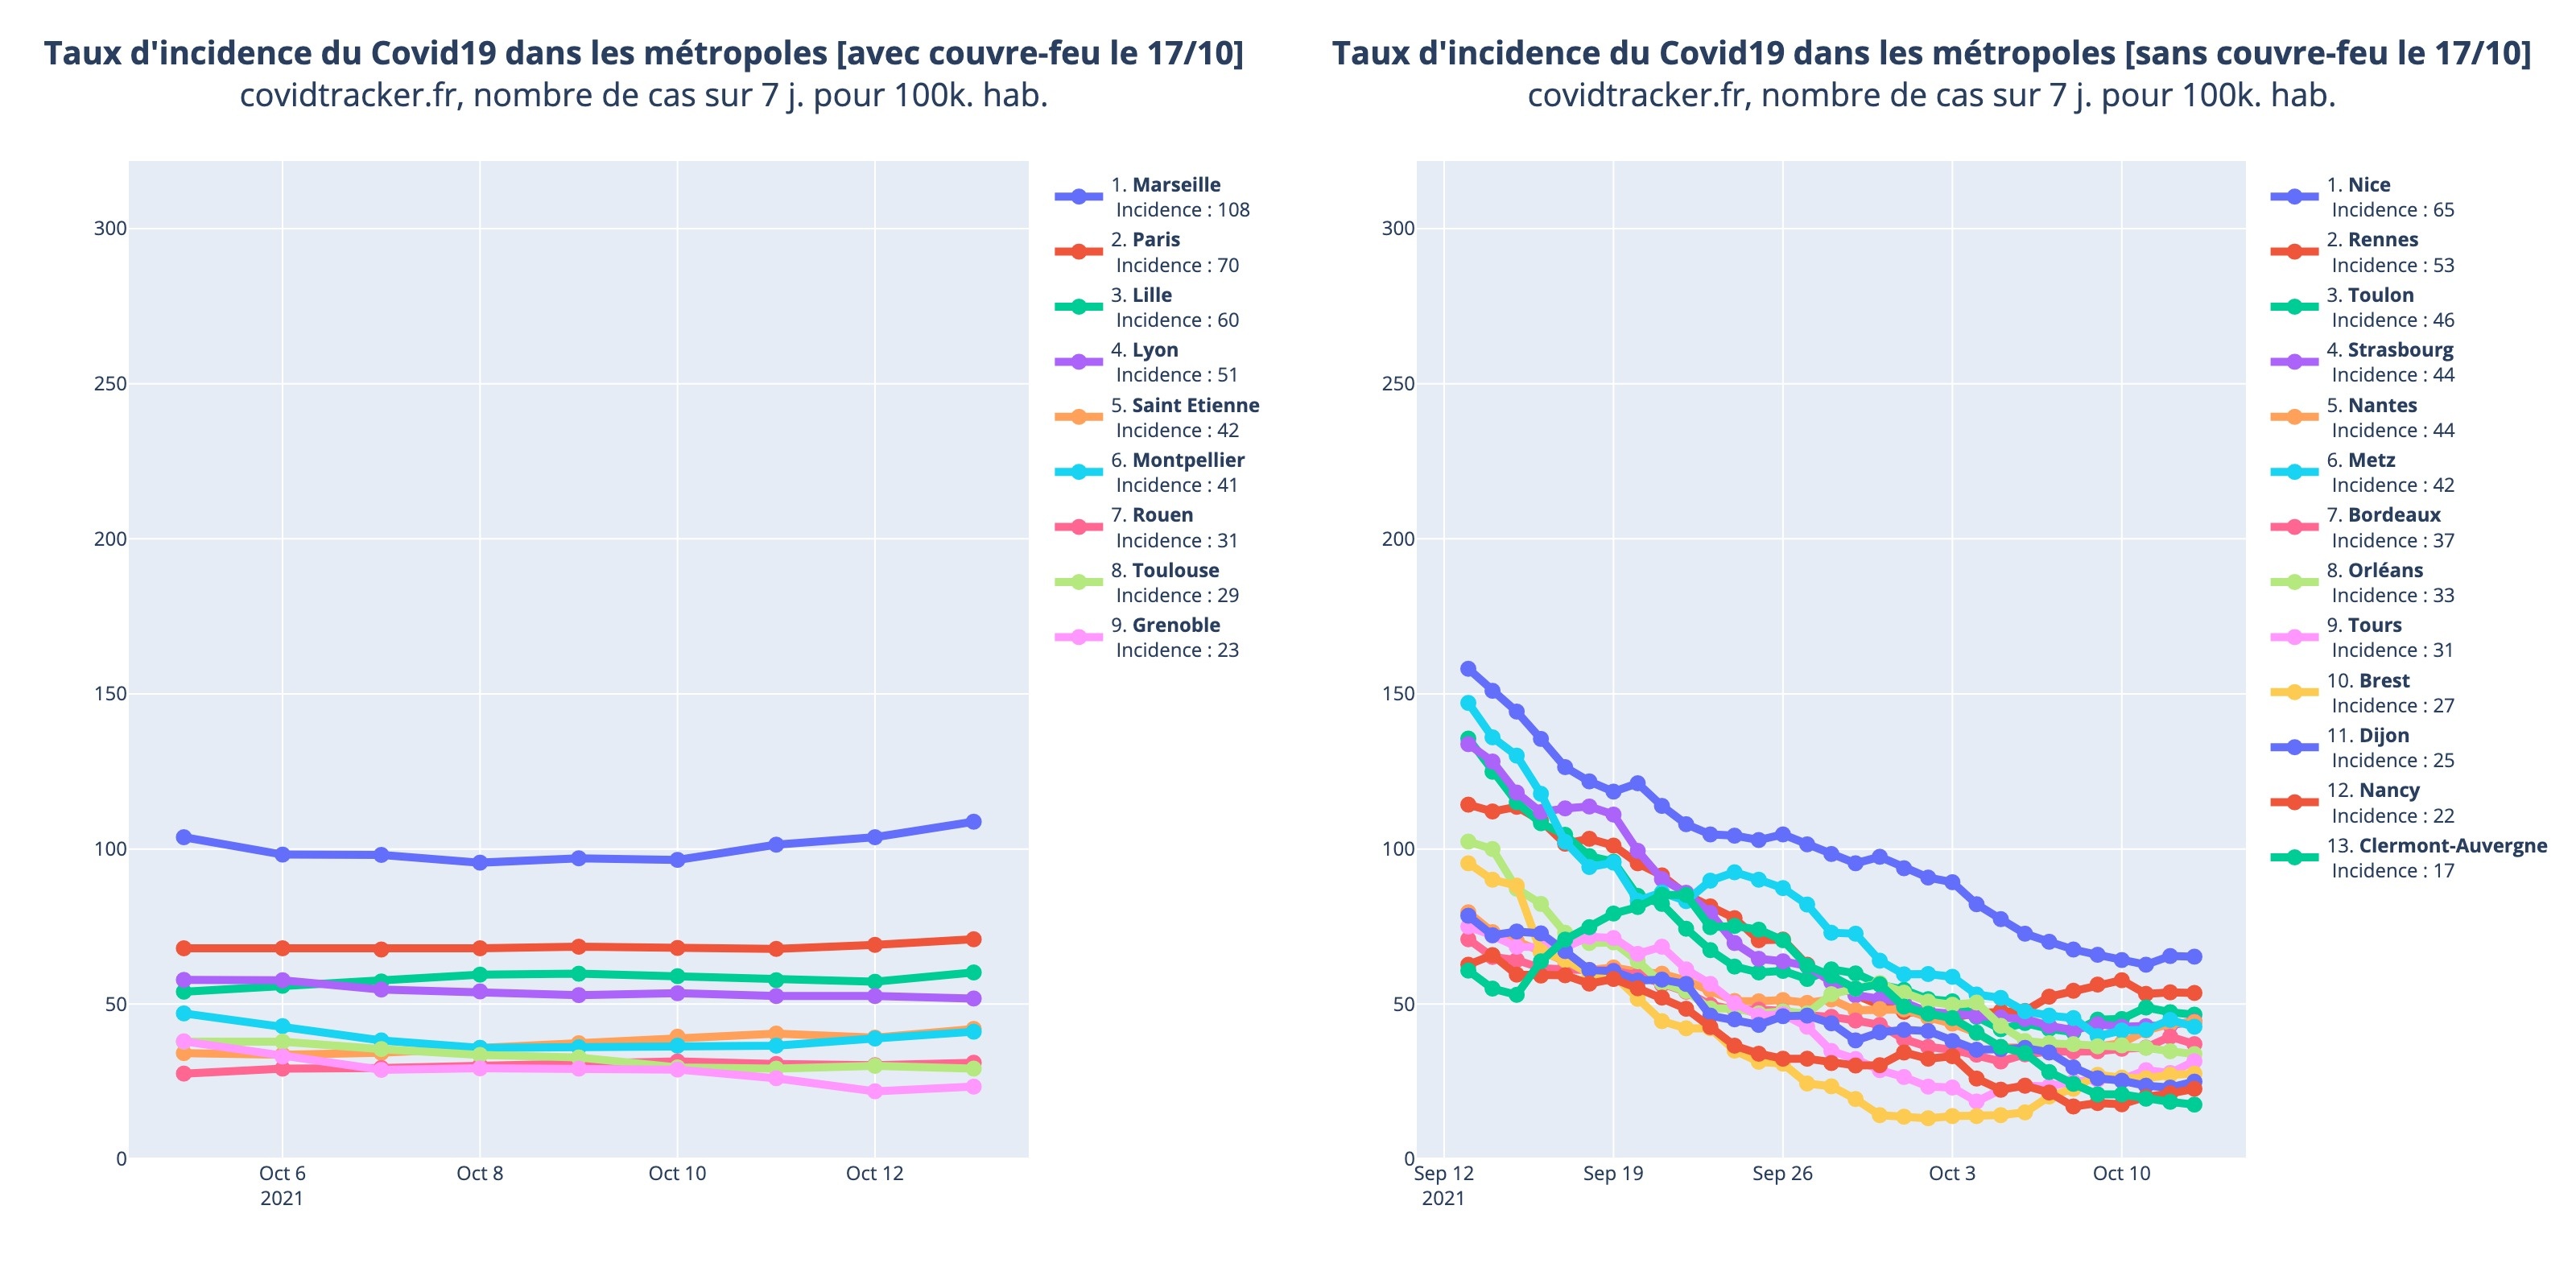 Taux d'incidence du Covid19 dans les métropoles [avec couvre-feu le 17/10]
covidtracker.fr, nombre de cas sur 7 j. pour 100k. hab.
300
250
200
150
100
50
0
Oct 6
2021
Oct 8
Oct 10
Oct 12
1. Marseille
Incidence : 108
2. Paris
Incidence : 70
3. Lille
Incidence : 60
4. Lyon
Incidence : 51
5. Saint Etienne
Incidence : 42
6. Montpellier
Incidence : 41
7. Rouen
Incidence : 31
8. Toulouse
Incidence : 29
9. Grenoble
Incidence : 23
Taux d'incidence du Covid19 dans les métropoles [sans couvre-feu le 17/10]
covidtracker.fr, nombre de cas sur 7 j. pour 100k. hab.
300
250
200
150
100
50
0
Sep 12
2021
Sep 19
Sep 26
Oct 3
Oct 10
1. Nice
Incidence : 65
2. Rennes
Incidence : 53
3. Toulon
Incidence : 46
4. Strasbourg
Incidence : 44
5. Nantes
Incidence : 44
6. Metz
Incidence : 42
7. Bordeaux
Incidence : 37
8. Orléans
Incidence : 33
9. Tours
Incidence : 31
10. Brest
Incidence : 27
11. Dijon
Incidence : 25
12. Nancy
Incidence : 22
13. Clermont-Auvergne
Incidence : 17